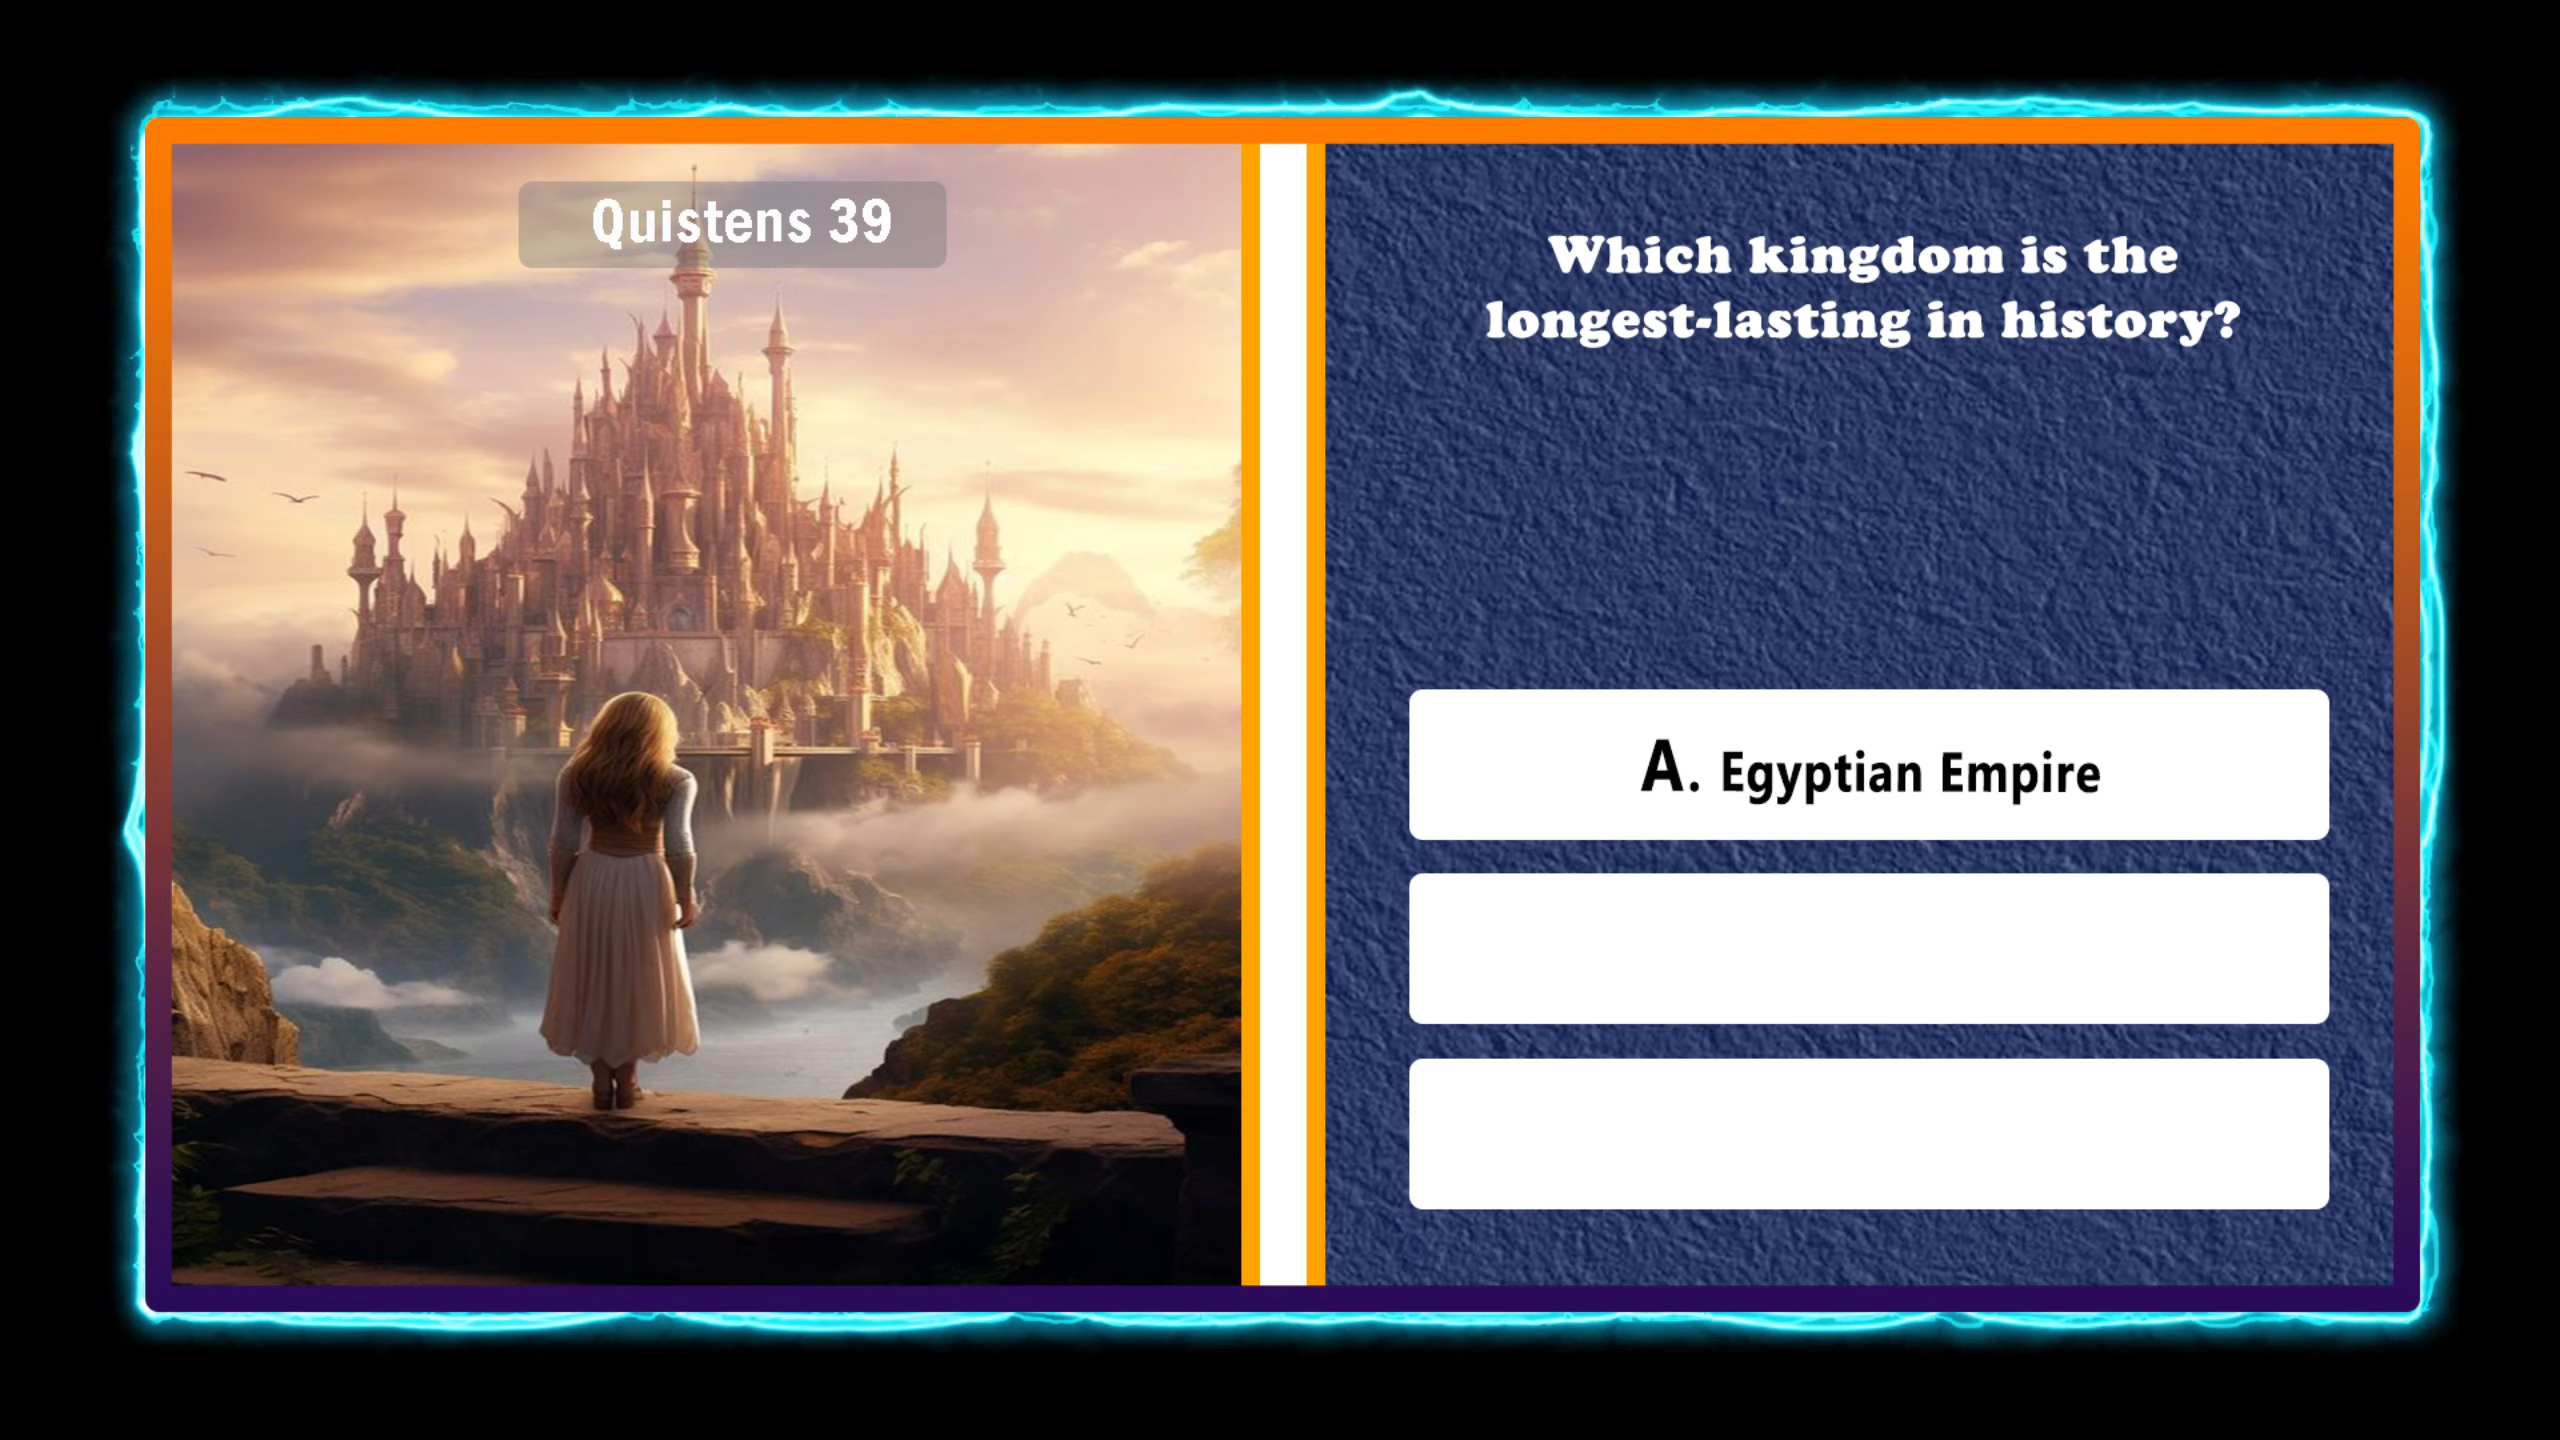 Quistens 39
Which kingdom is the
longest-lasting in history?
A. Egyptian Empire